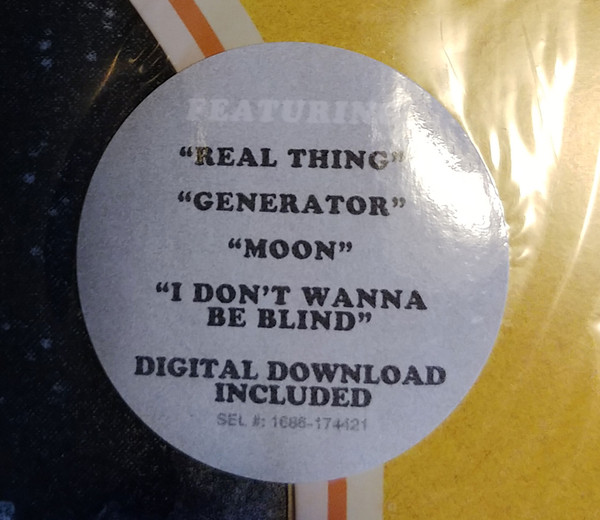 FEATURING
"REAL THING"
"GENERATOR"
"MOON"
"I DON'T WANNA
BE BLIND"
DIGITAL DOWNLOAD
INCLUDED
SEL #: 1686-174421